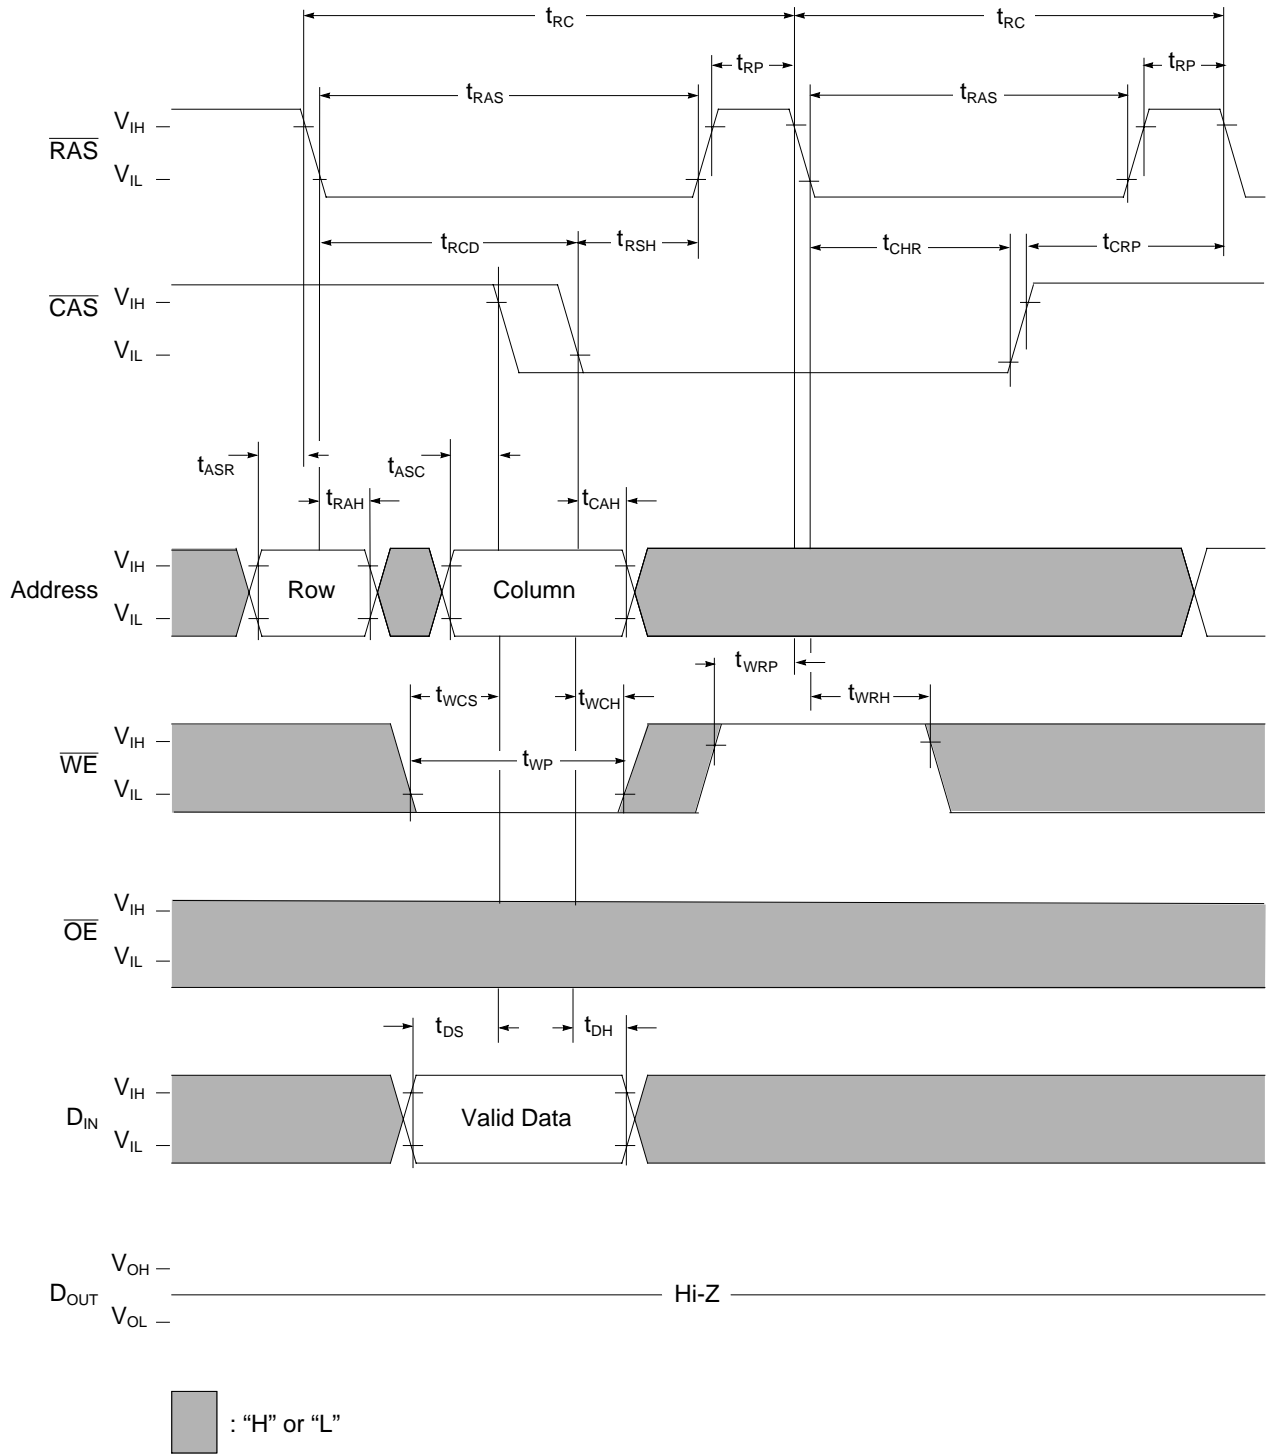 tRC tRC
tRP tRP
tRAS tRAS
RAS VIH
VIL
tRCD tRSH tCHR tCRP
CAS VIH
VIL
tASR tASC
tRAH tCAH
Address VIH
VIL
Row Column
tWRP
tWCS tWCH tWRH
WE VIH
VIL
tWP
OE VIH
VIL
tDS tDH
DIN VIH
VIL
Valid Data
DOUT VOH
VOL
Hi-Z
: “H” or “L”